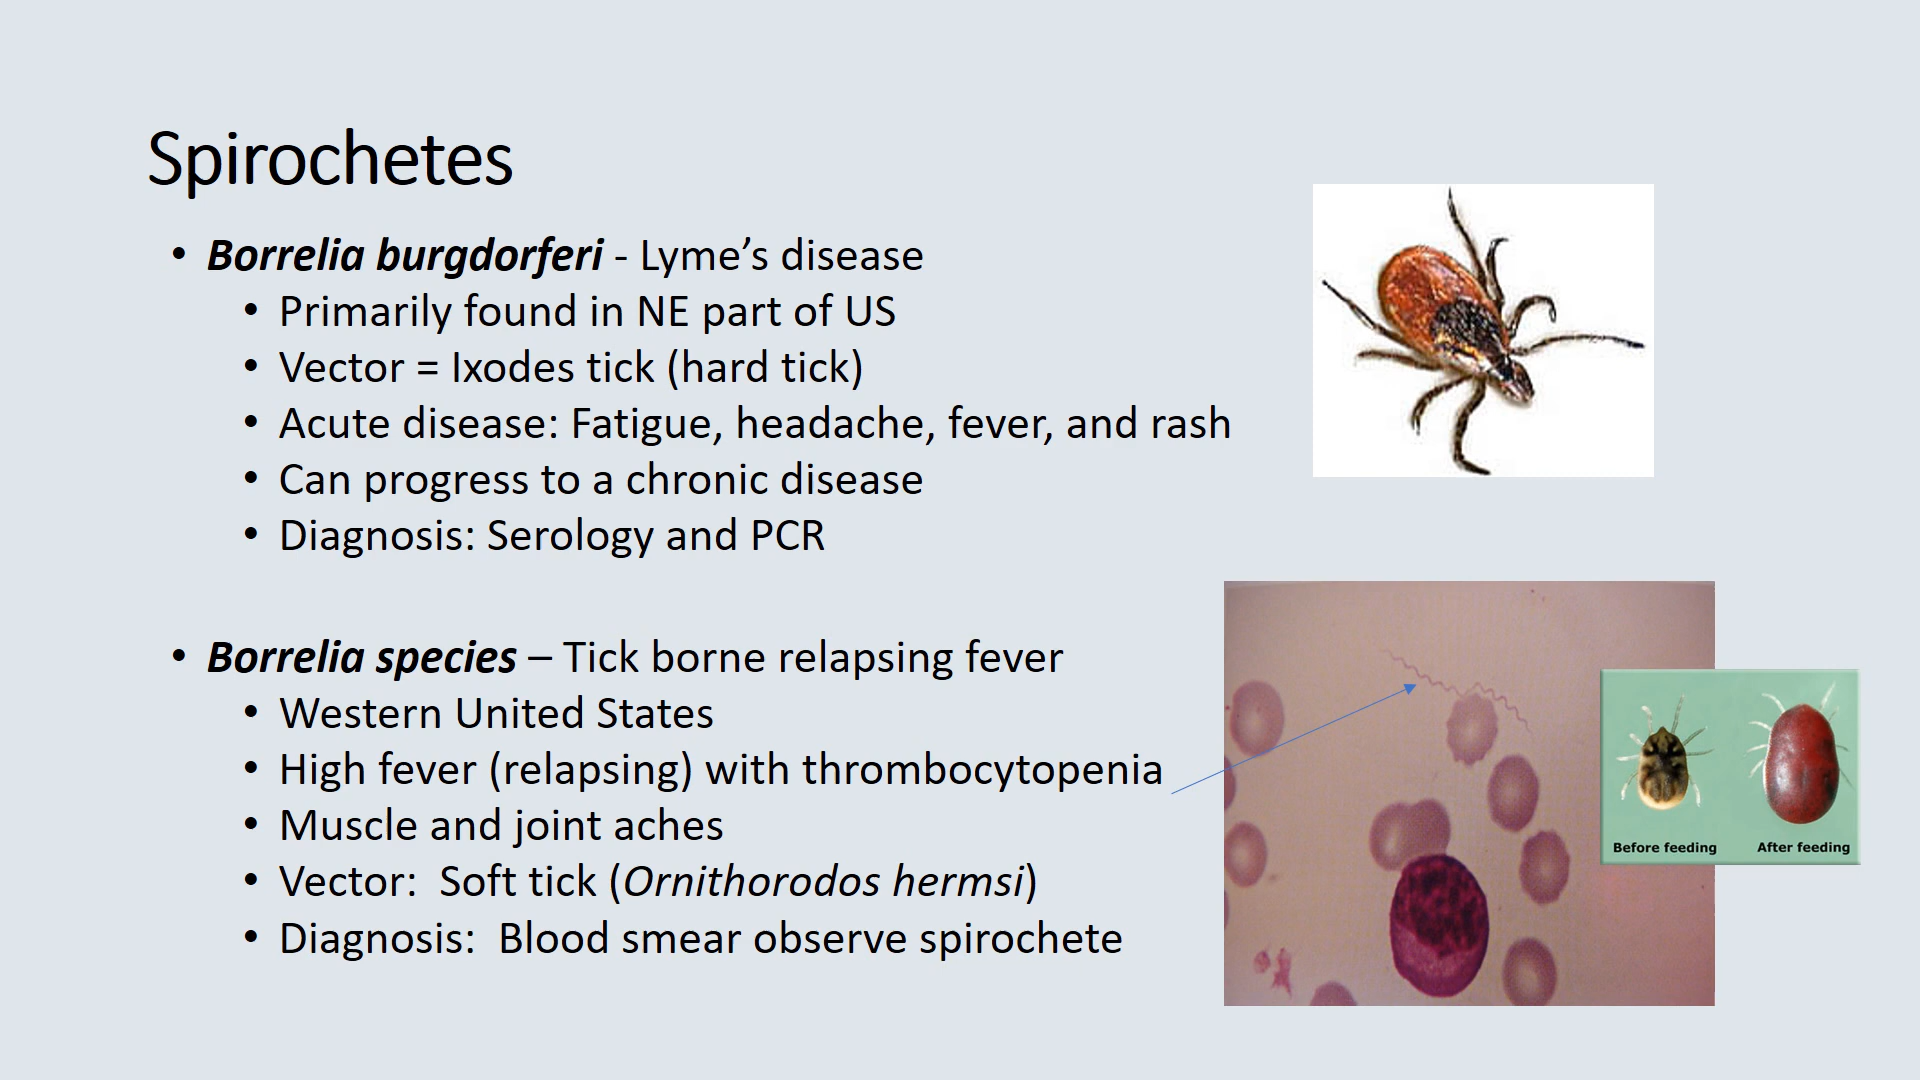 Spirochetes
• Borrelia burgdorferi - Lyme’s disease
• Primarily found in NE part of US
• Vector = Ixodes tick (hard tick)
• Acute disease: Fatigue, headache, fever, and rash
• Can progress to a chronic disease
• Diagnosis: Serology and PCR
• Borrelia species – Tick borne relapsing fever
• Western United States
• High fever (relapsing) with thrombocytopenia
• Muscle and joint aches
• Vector:  Soft tick (Ornithorodos hermsi)
• Diagnosis:  Blood smear observe spirochete
Before feeding
After feeding